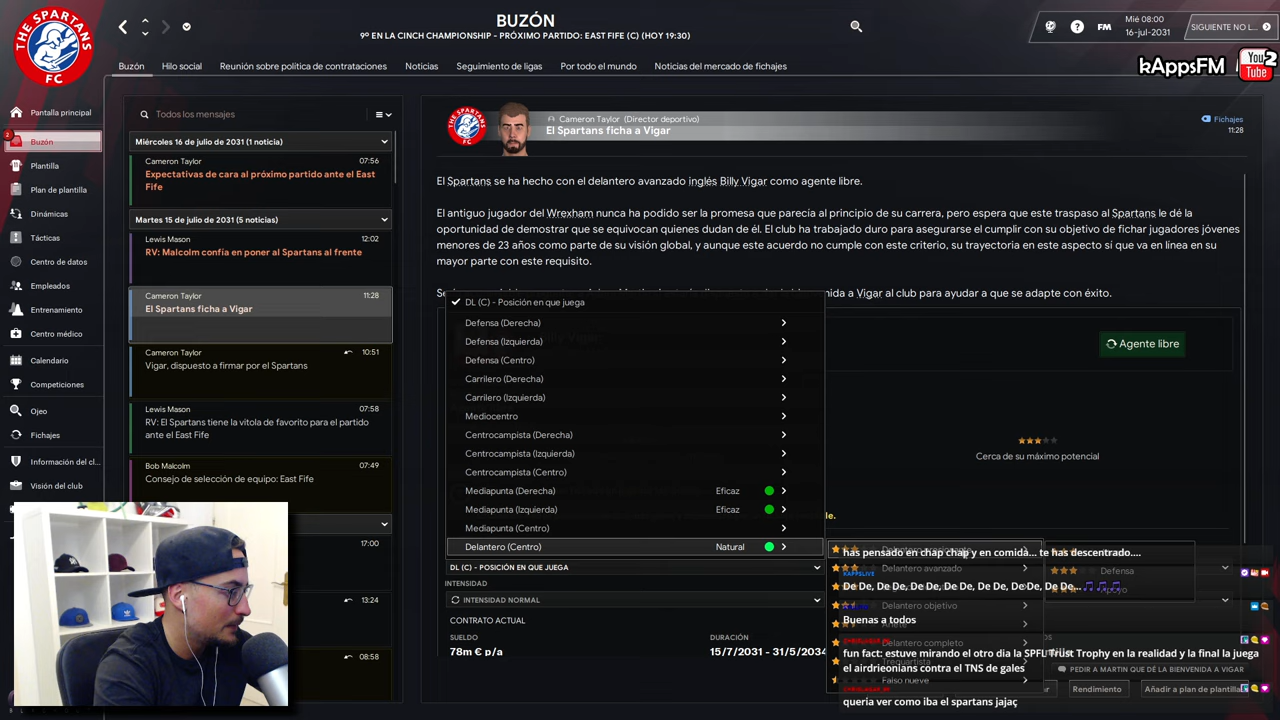 THE SPARTANS
FC
BUZÓN
9º EN LA CINCH CHAMPIONSHIP - PRÓXIMO PARTIDO: EAST FIFE (C) (HOY 19:30)
FM
Mié 08:00
16-jul-2031
SIGUIENTE NO L...
Buzón
Hilo social
Reunión sobre política de contrataciones
Noticias
Seguimiento de ligas
Por todo el mundo
Noticias del mercado de fichajes
kAppsFM
You
Tube
2
Pantalla principal
2
Buzón
Plantilla
Plan de plantilla
Dinámicas
Tácticas
Centro de datos
Empleados
Entrenamiento
Centro médico
Calendario
Competiciones
Ojeo
Fichajes
Información del cl...
Visión del club
Todos los mensajes
Miércoles 16 de julio de 2031 (1 noticia)
Cameron Taylor 07:56
Expectativas de cara al próximo partido ante el East
Fife
Martes 15 de julio de 2031 (5 noticias)
Lewis Mason 12:02
RV: Malcolm confía en poner al Spartans al frente
Cameron Taylor 11:28
El Spartans ficha a Vigar
Cameron Taylor 10:51
Vigar, dispuesto a firmar por el Spartans
Lewis Mason 07:58
RV: El Spartans tiene la vitola de favorito para el partido
ante el East Fife
Bob Malcolm 07:49
Consejo de selección de equipo: East Fife
17:00
13:24
08:58
Cameron Taylor (Director deportivo)
El Spartans ficha a Vigar
Fichajes
11:28
El Spartans se ha hecho con el delantero avanzado inglés Billy Vigar como agente libre.
El antiguo jugador del Wrexham nunca ha podido ser la promesa que parecía al principio de su carrera, pero espera que este traspaso al Spartans le dé la
oportunidad de demostrar que se equivocan quienes dudan de él. El club ha trabajado duro para asegurarse el cumplir con su objetivo de fichar jugadores jóvenes
menores de 23 años como parte de su visión global, y aunque este acuerdo no cumple con este criterio, su trayectoria en este aspecto sí que va en línea en su
mayor parte con este requisito.
a Vigar al club para ayudar a que se adapte con éxito.
DL (C) - Posición en que juega
Defensa (Derecha)
Defensa (Izquierda)
Defensa (Centro)
Carrilero (Derecha)
Carrilero (Izquierda)
Mediocentro
Centrocampista (Derecha)
Centrocampista (Izquierda)
Centrocampista (Centro)
Mediapunta (Derecha) Eficaz
Mediapunta (Izquierda) Eficaz
Mediapunta (Centro)
Delantero (Centro) Natural
DL (C) - POSICIÓN EN QUE JUEGA
INTENSIDAD
INTENSIDAD NORMAL
CONTRATO ACTUAL
SUELDO
78m € p/a
DURACIÓN
15/7/2031 - 31/5/2034
Agente libre
Cerca de su máximo potencial
Delantero avanzado
Defensa
Delantero objetivo
Delantero completo
Falso nueve
has pensado en chap chap y en comida... te has descentrado....
KAPPSLIVE
De, De De, De De, De De, De De, De De, De De...
Buenas a todos
fun fact: estuve mirando el otro dia la SPFL Trust Trophy en la realidad y la final la juega
el airdrieonians contra el TNS de gales
queria ver como iba el spartans jajaç
PEDIR A MARTIN QUE DÉ LA BIENVENIDA A VIGAR
Rendimiento
Añadir a plan de plantilla